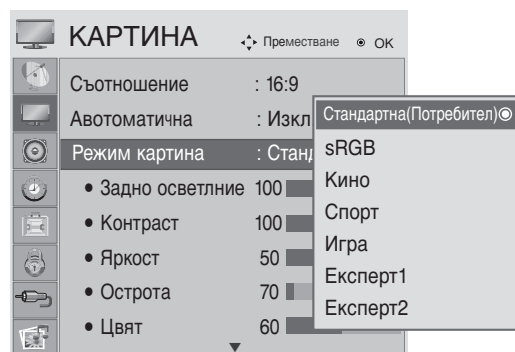 КАРТИНА Преместване OK
Съотношение : 16:9
Автоматична : Изкл
Режим картина : Станд
• Задно осветлние 100
• Контраст 100
• Яркост 50
• Острота 70
• Цвят 60
Стандартна(Потребител)
sRGB
Кино
Спорт
Игра
Експерт1
Експерт2